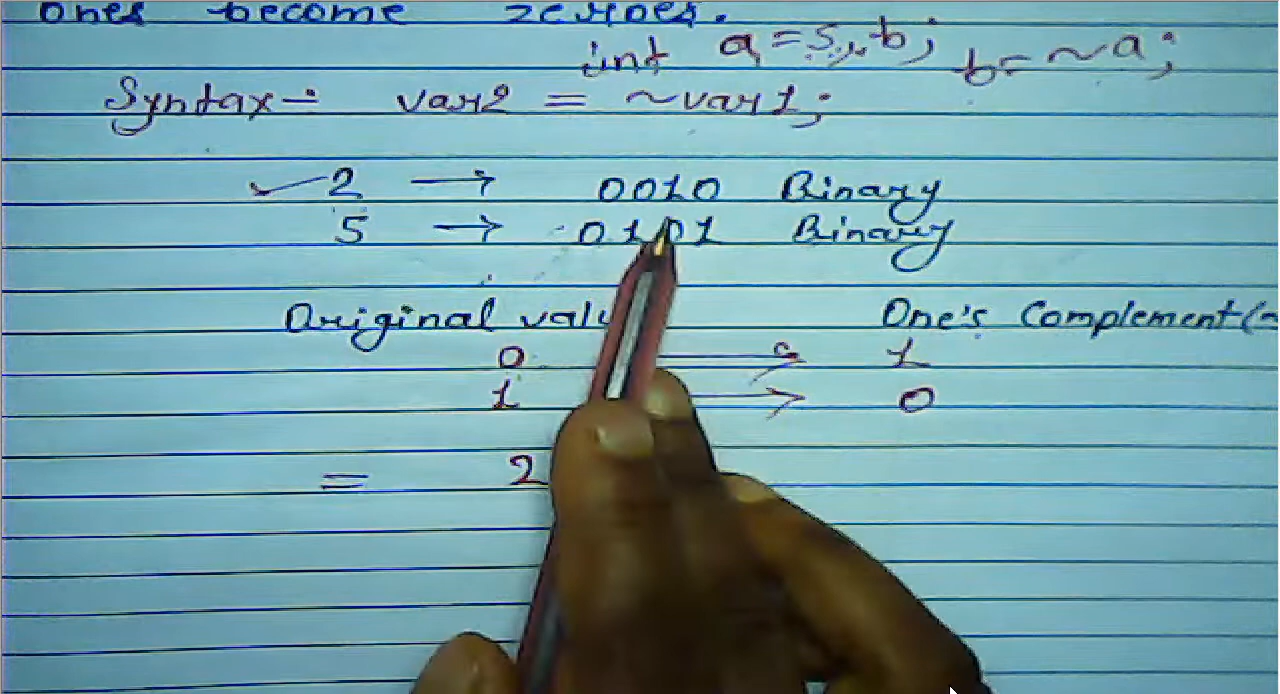 Ones become zeroes.
int a = 5, b; b = ~a;
Syntax:- var2 = ~var1;
✓2 → 0010 Binary
5 → 0101 Binary
Original valu One's Complement(~
0 → 1
1 → 0
= 2